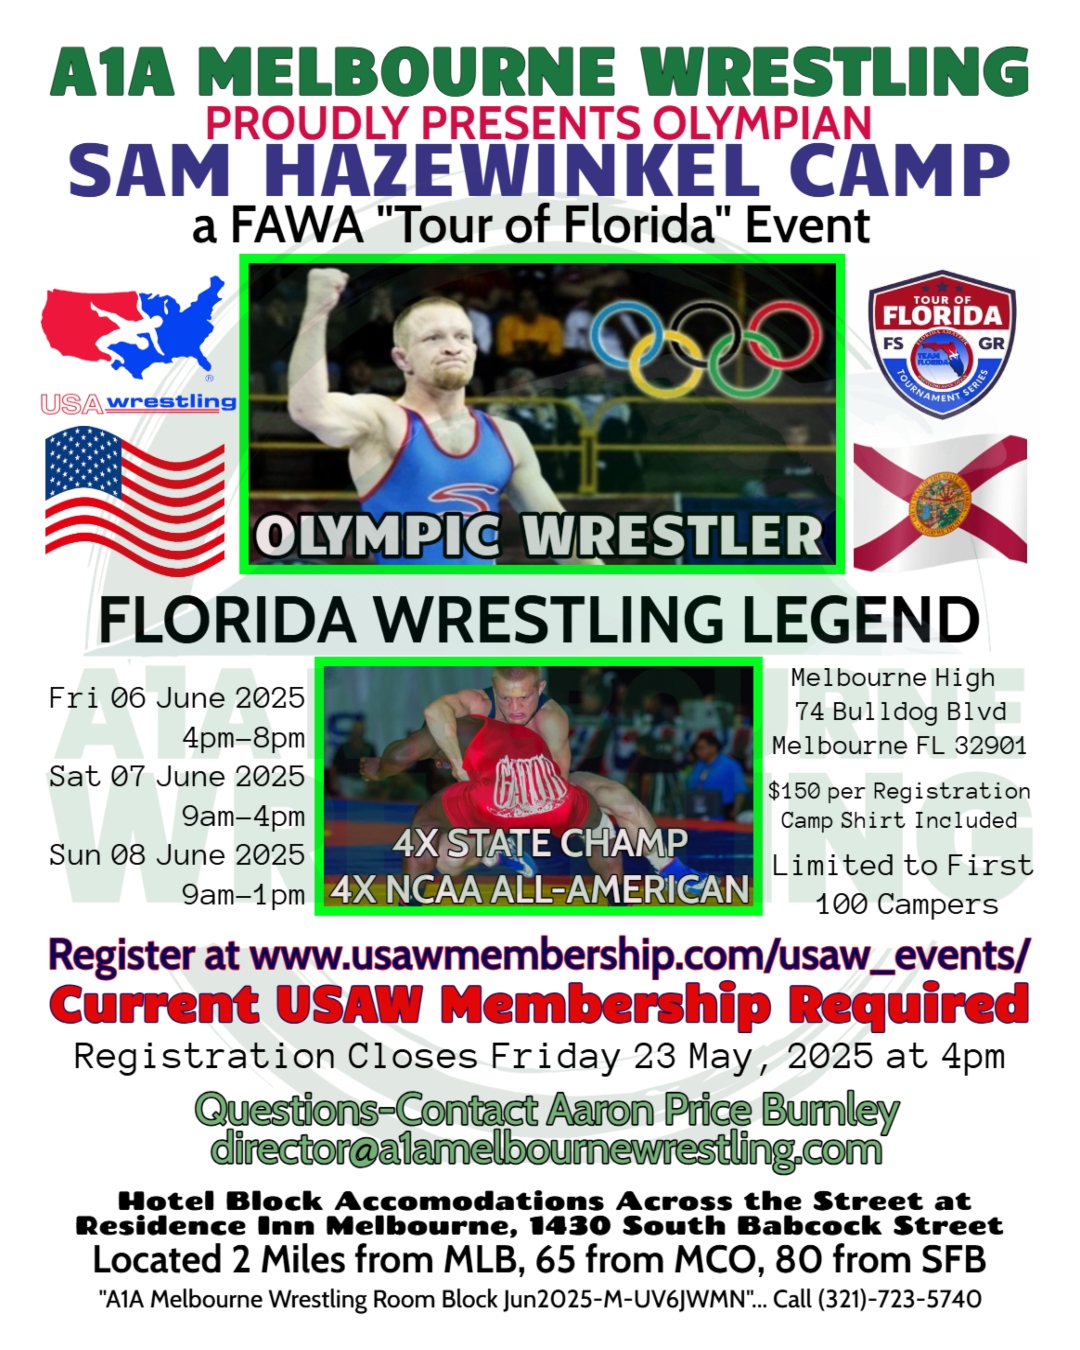 A1A MELBOURNE WRESTLING
PROUDLY PRESENTS OLYMPIAN
SAM HAZEWINKEL CAMP
a FAWA "Tour of Florida" Event
USA wrestling
®
TOUR OF
FLORIDA
FS GR
TEAM
FLORIDA
TOURNAMENT SERIES
OLYMPIC WRESTLER
FLORIDA WRESTLING LEGEND
Fri 06 June 2025
4pm-8pm
Sat 07 June 2025
9am-4pm
Sun 08 June 2025
9am-1pm
GATOR
4X STATE CHAMP
4X NCAA ALL-AMERICAN
Melbourne High
74 Bulldog Blvd
Melbourne FL 32901
$150 per Registration
Camp Shirt Included
Limited to First
100 Campers
A1A MELBOURNE
WRESTLING
Register at www.usawmembership.com/usaw_events/
Current USAW Membership Required
Registration Closes Friday 23 May, 2025 at 4pm
Questions-Contact Aaron Price Burnley
director@a1amelbournewrestling.com
Hotel Block Accomodations Across the Street at
Residence Inn Melbourne, 1430 South Babcock Street
Located 2 Miles from MLB, 65 from MCO, 80 from SFB
"A1A Melbourne Wrestling Room Block Jun2025-M-UV6JWMN"... Call (321)-723-5740